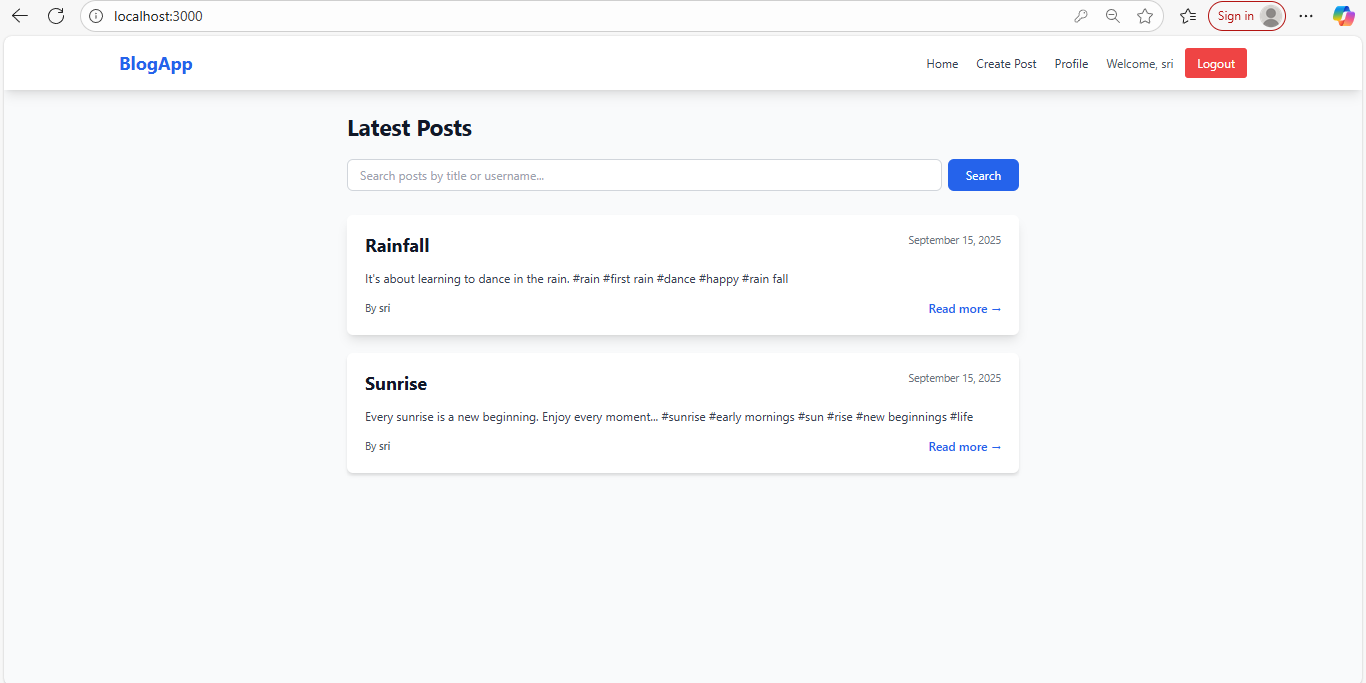 localhost:3000
Sign in
BlogApp
Home Create Post Profile Welcome, sri Logout
Latest Posts
Search posts by title or username... Search
Rainfall September 15, 2025
It's about learning to dance in the rain. #rain #first rain #dance #happy #rain fall
By sri Read more →
Sunrise September 15, 2025
Every sunrise is a new beginning. Enjoy every moment... #sunrise #early mornings #sun #rise #new beginnings #life
By sri Read more →